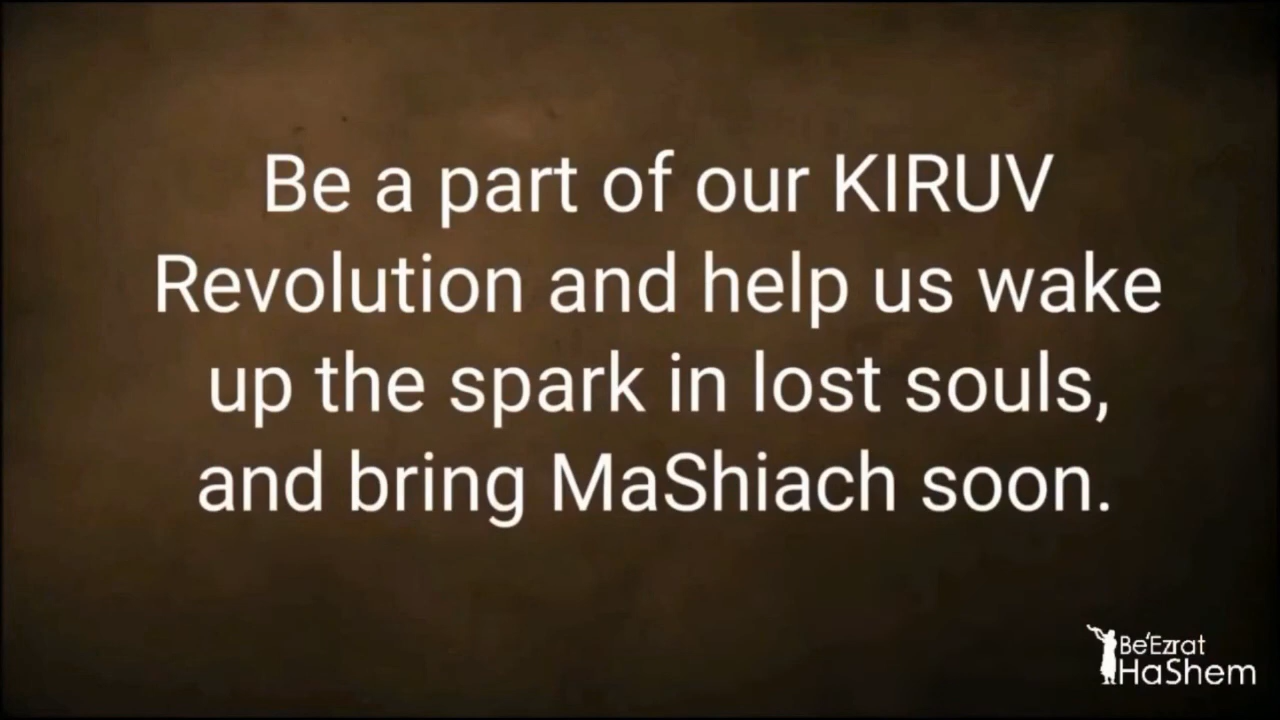 Be a part of our KIRUV
Revolution and help us wake
up the spark in lost souls,
and bring MaShiach soon.
Be'Ezrat
HaShem